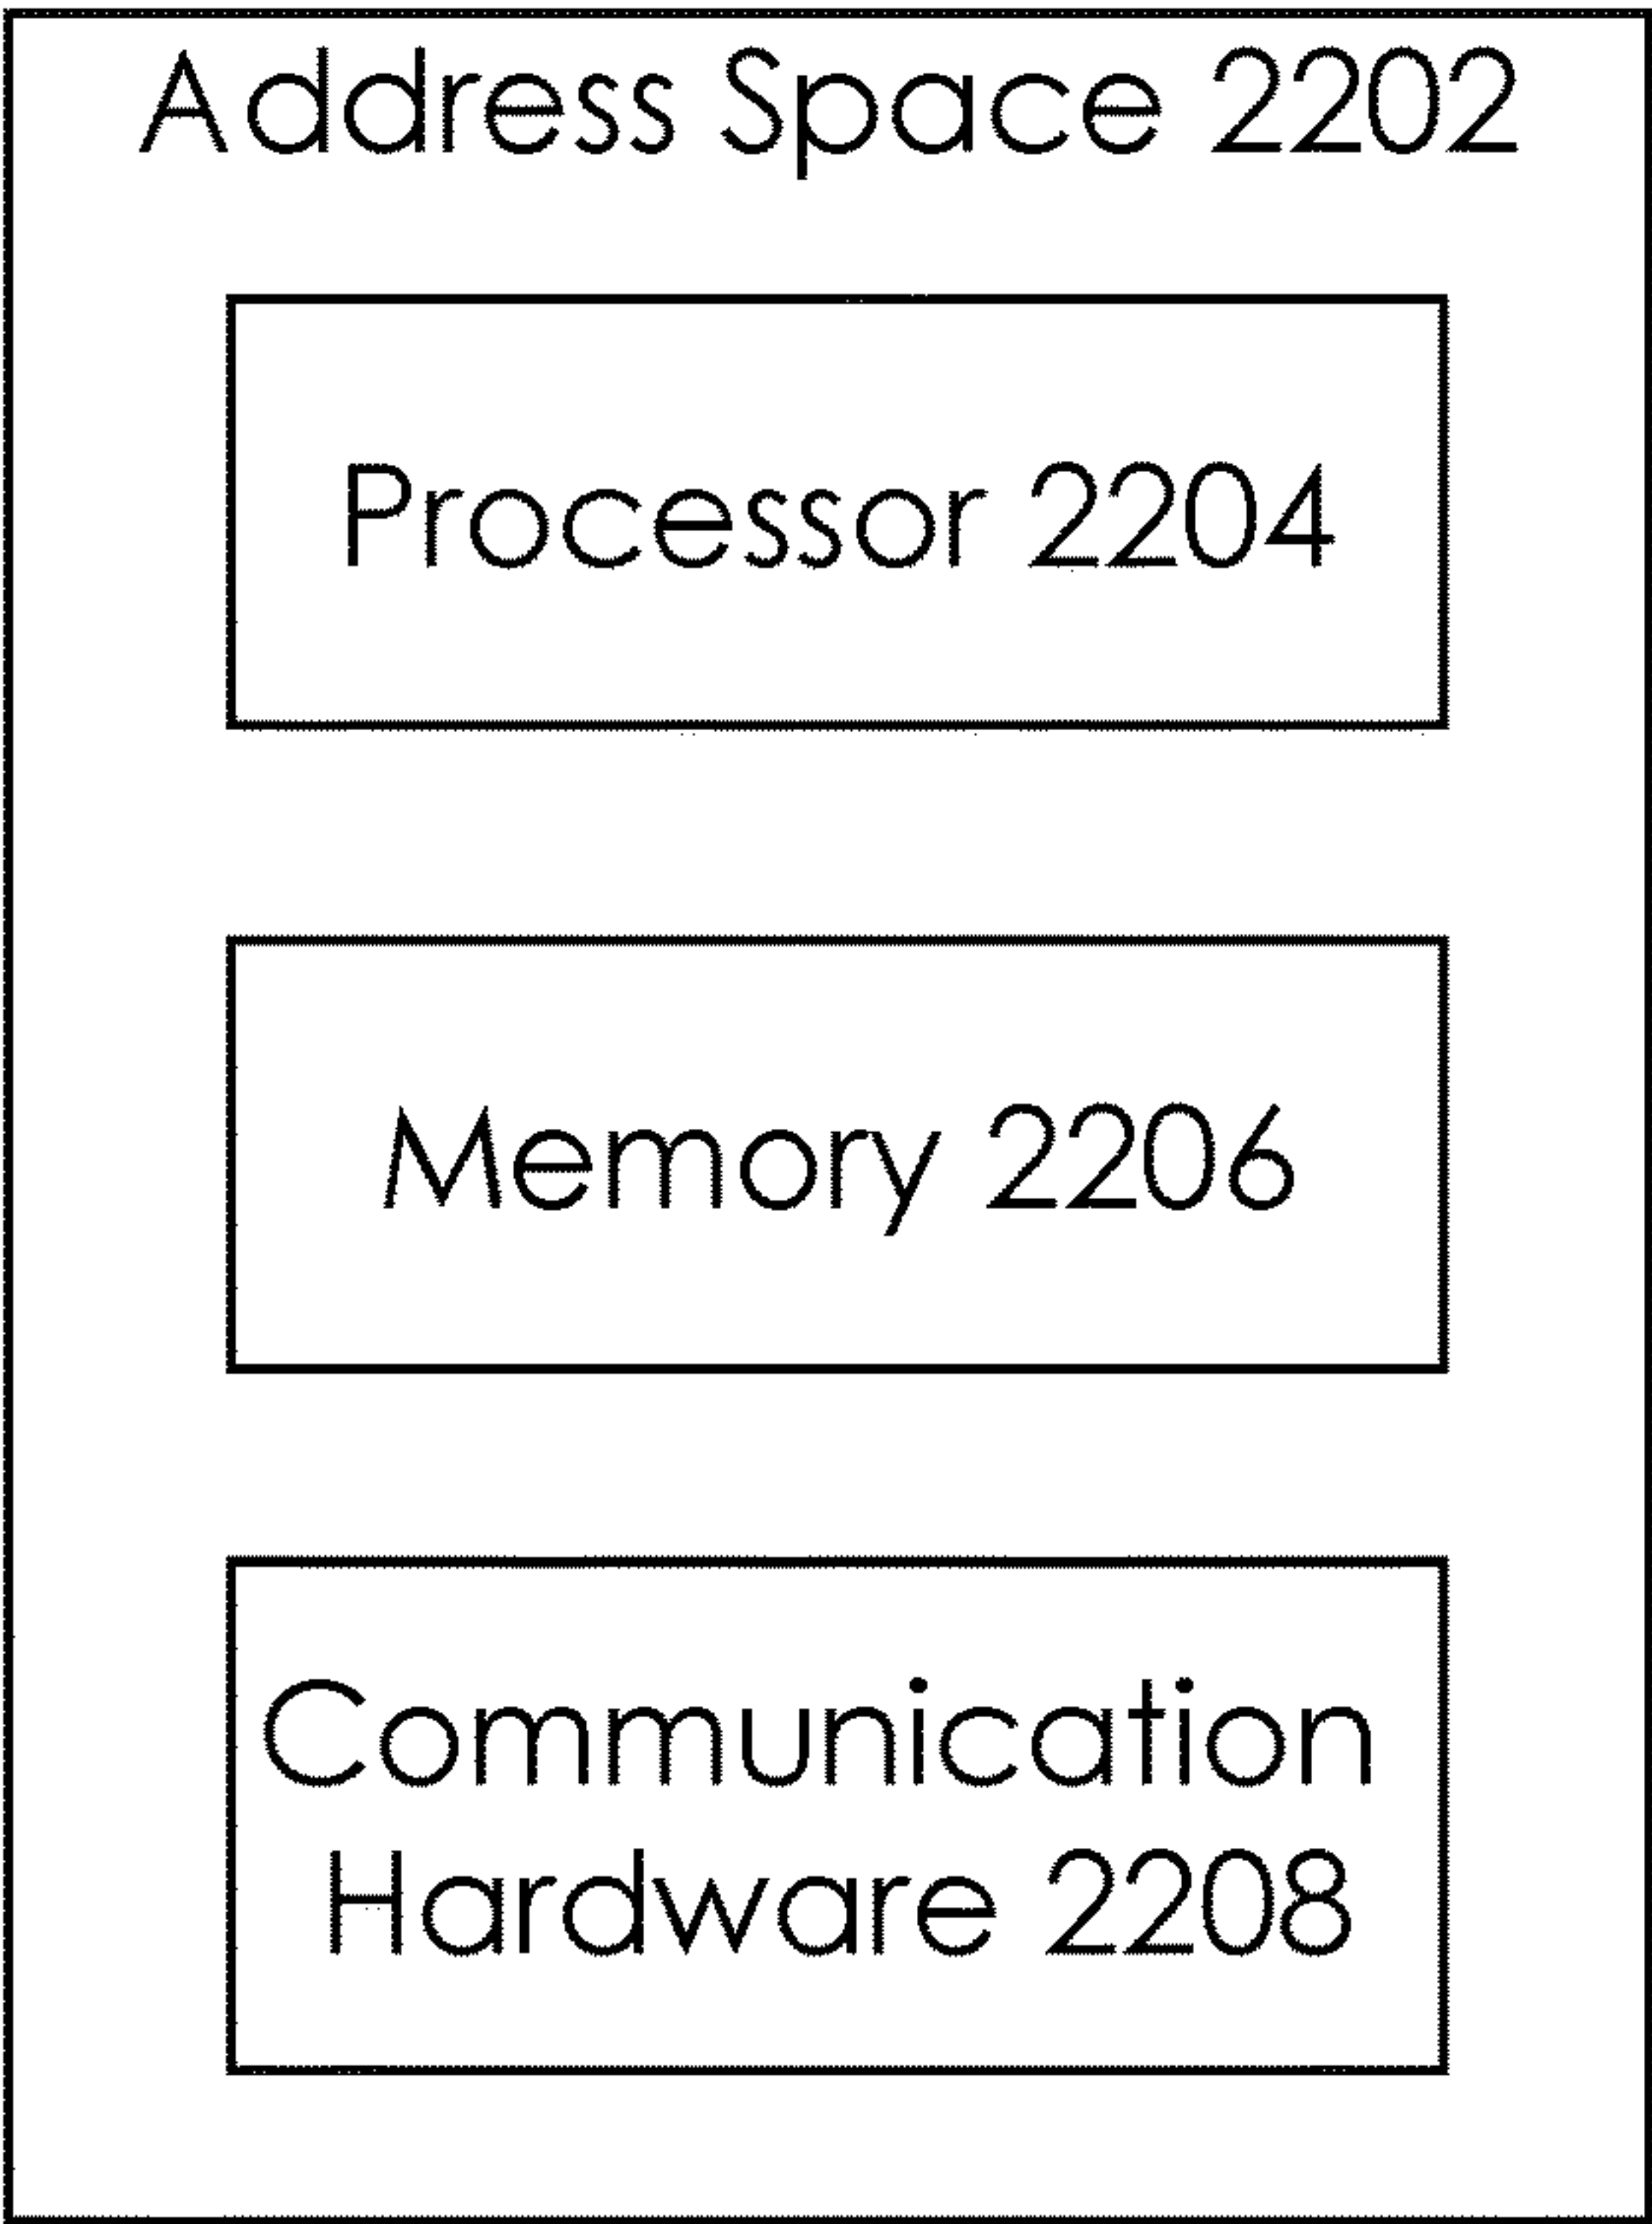 Address Space 2202
Processor 2204
Memory 2206
Communication
Hardware 2208